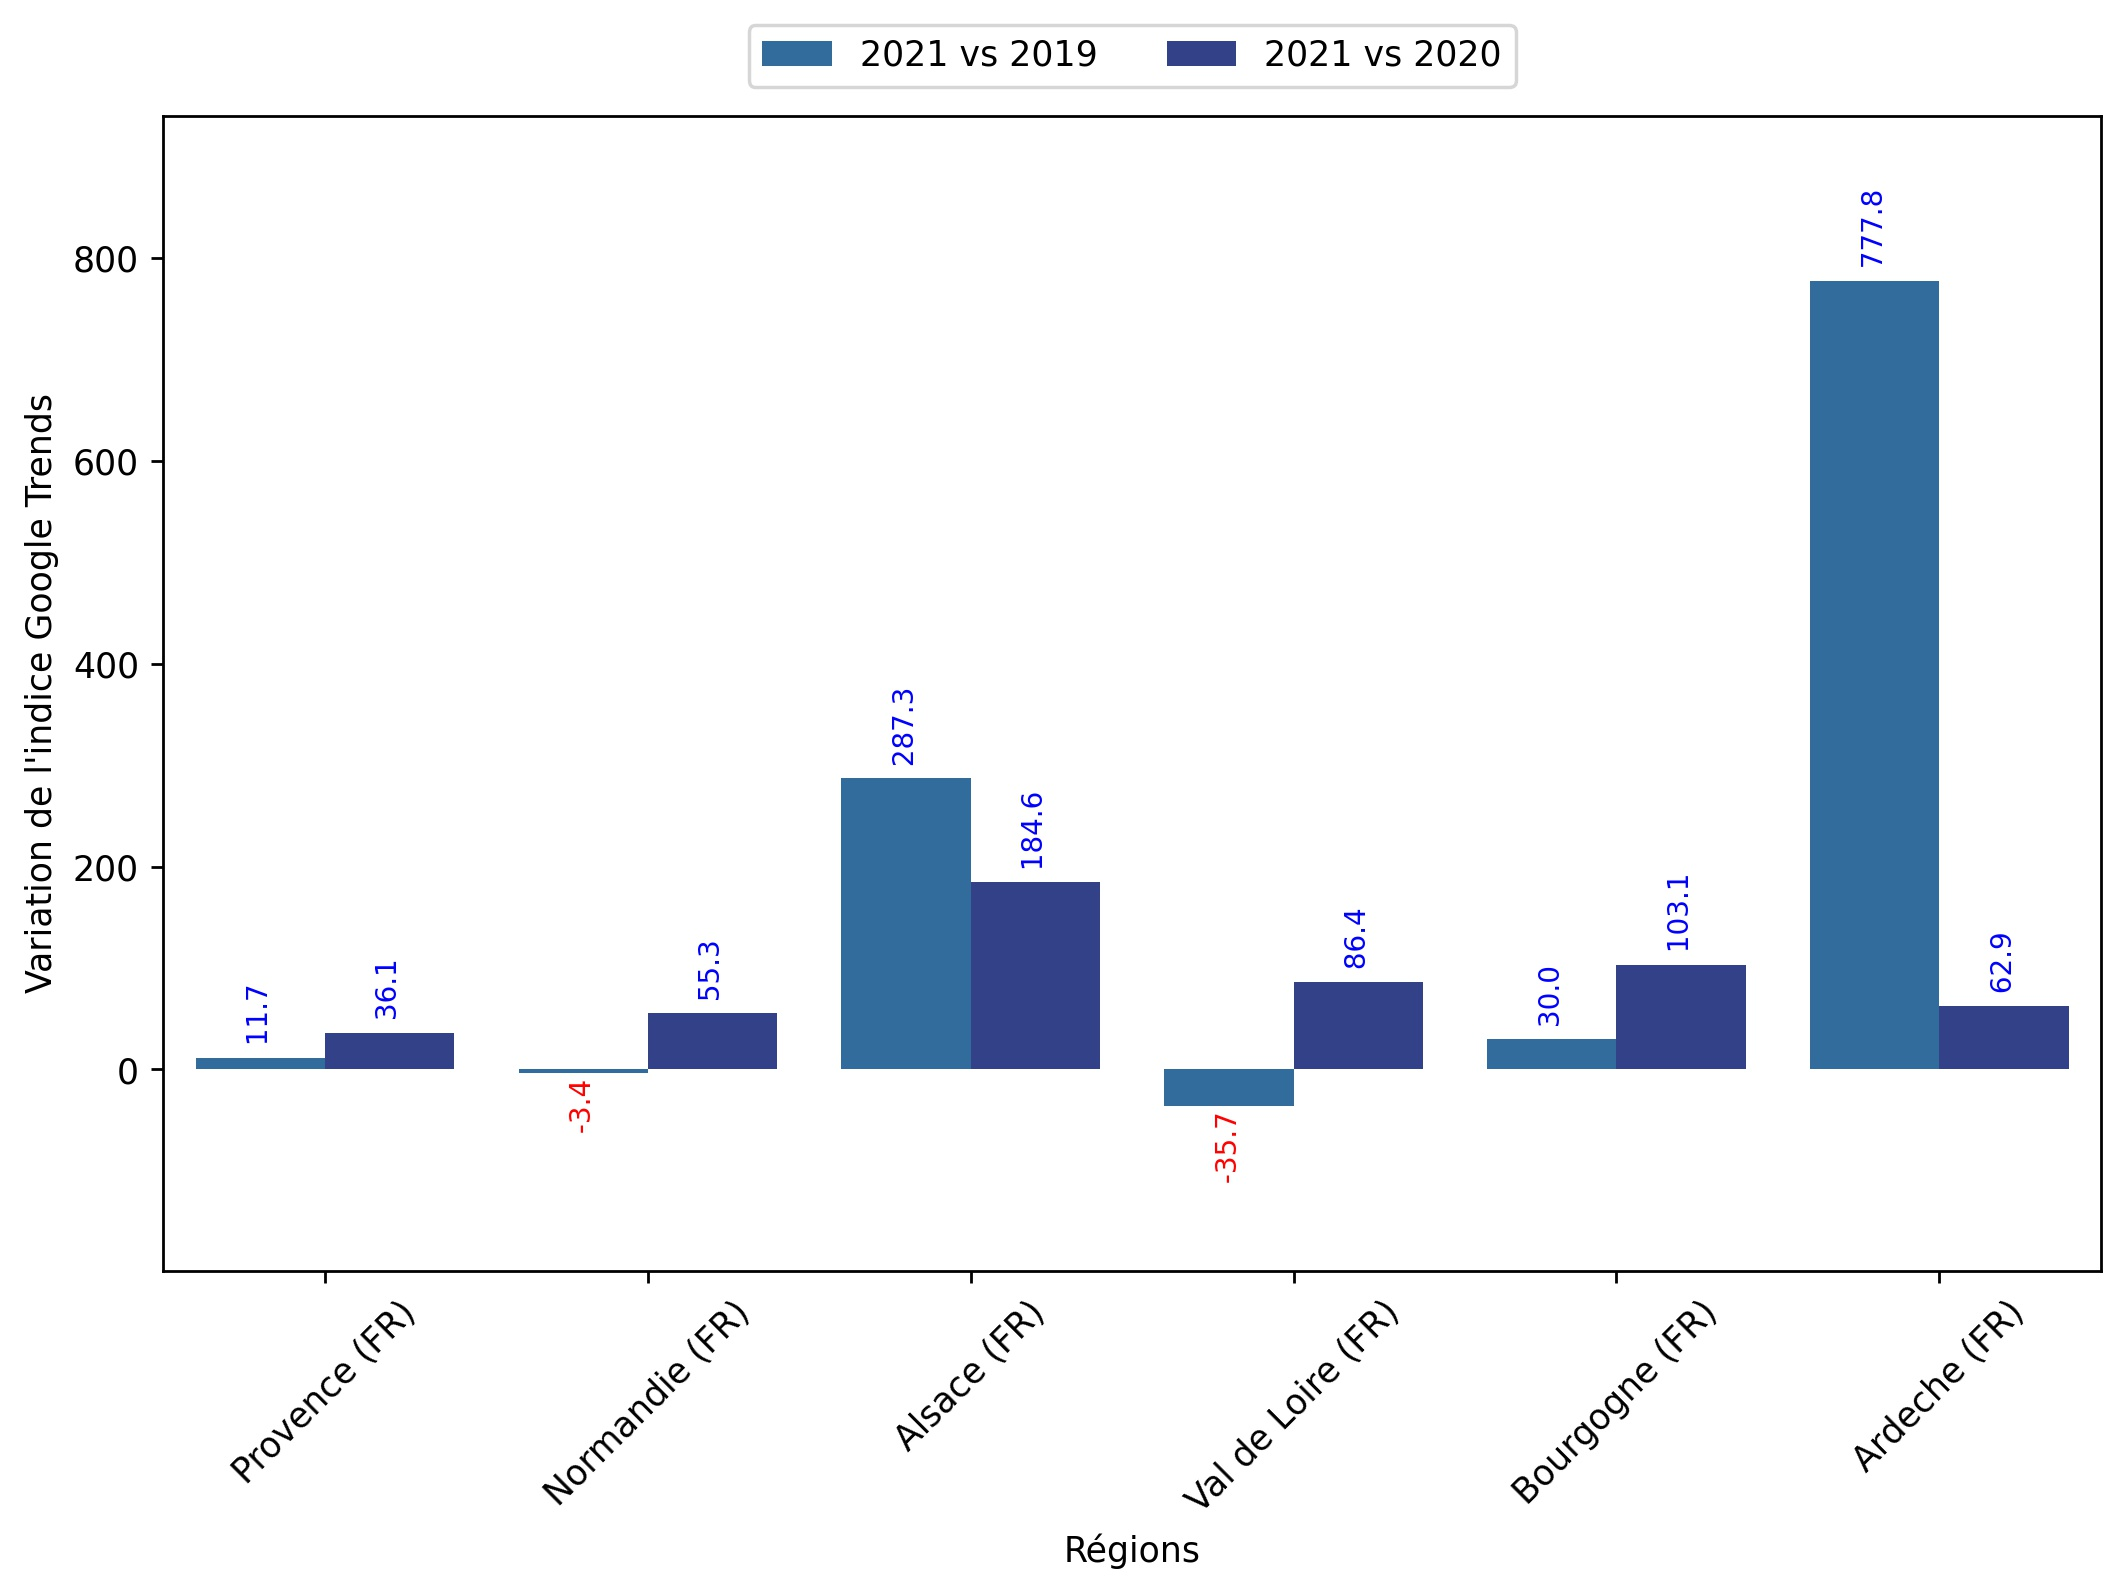 2021 vs 2019
2021 vs 2020
Variation de l'indice Google Trends
800
600
400
200
0
11.7
36.1
-3.4
55.3
287.3
184.6
-35.7
86.4
30.0
103.1
777.8
62.9
Provence (FR)
Normandie (FR)
Alsace (FR)
Val de Loire (FR)
Bourgogne (FR)
Ardeche (FR)
Régions